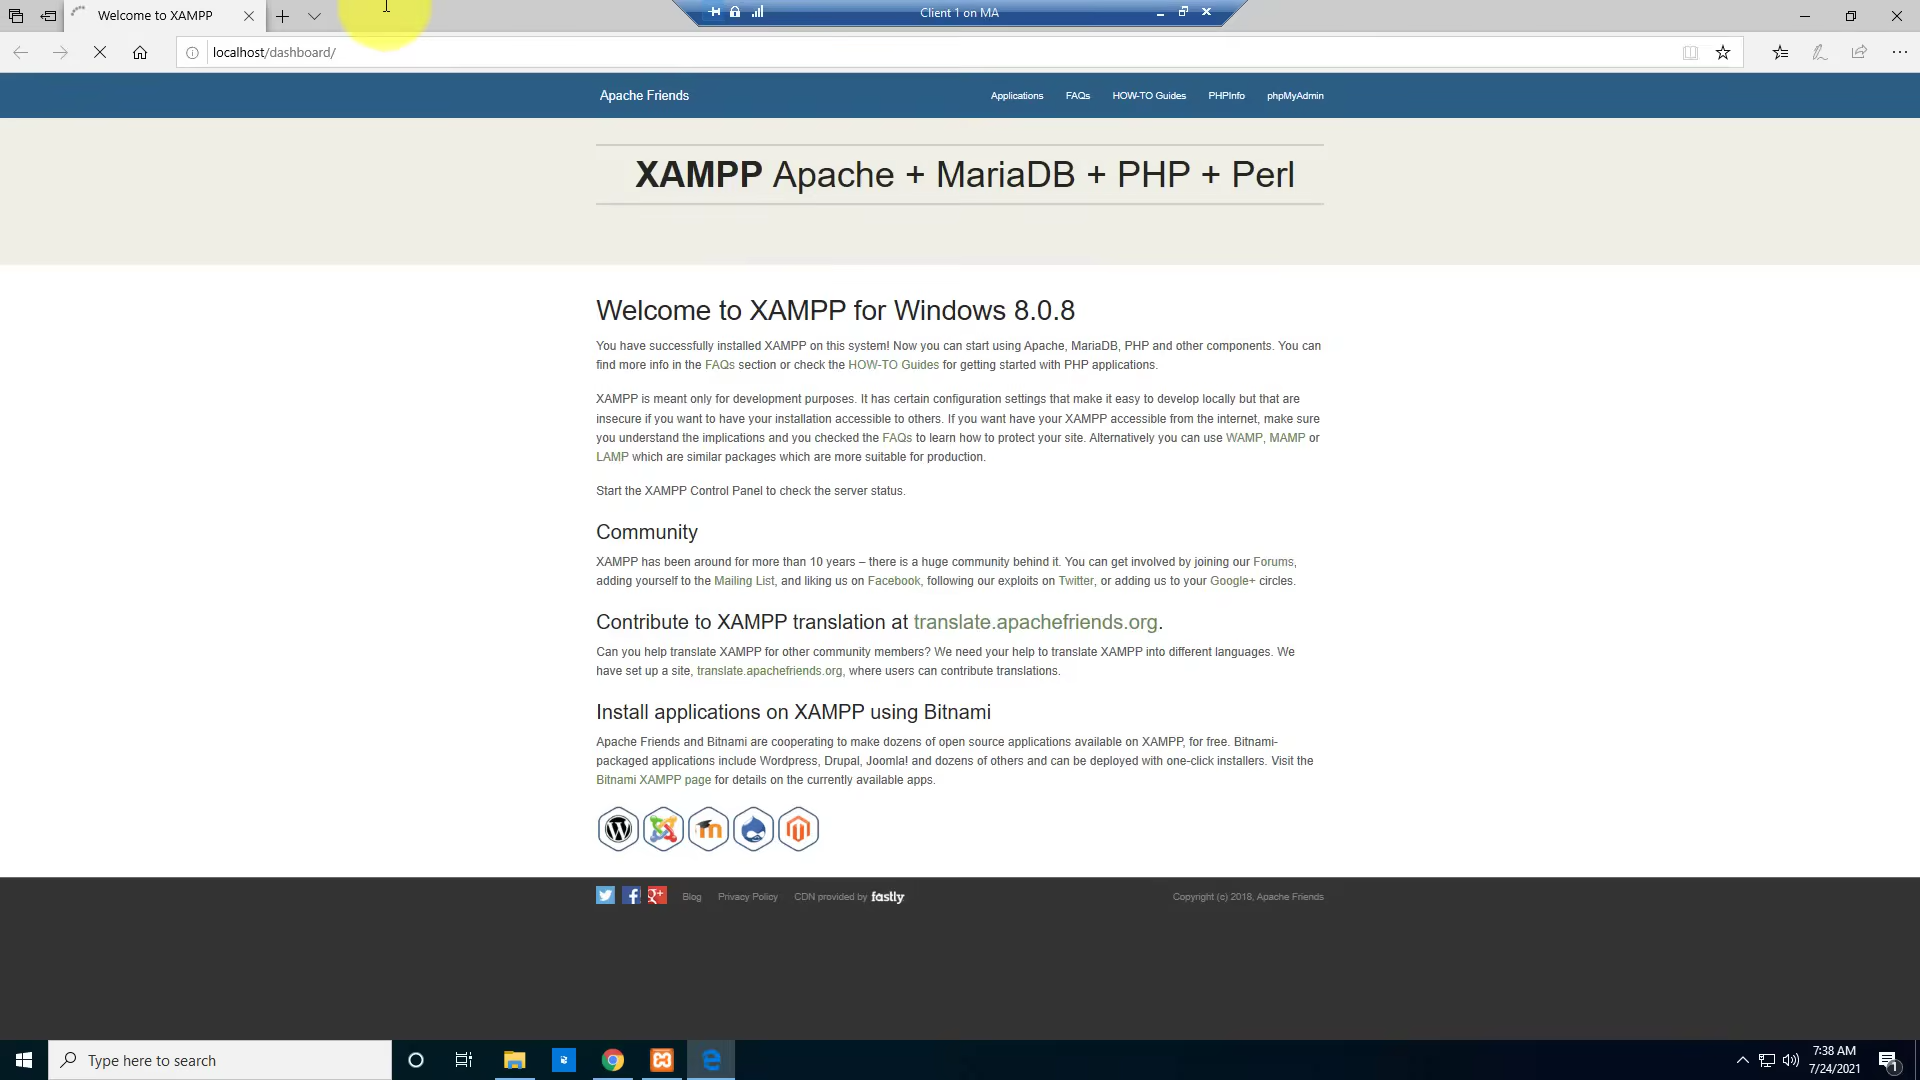 Welcome to XAMPP
Client 1 on MA
localhost/dashboard/
Apache Friends
Applications
FAQs
HOW-TO Guides
PHPInfo
phpMyAdmin
XAMPP Apache + MariaDB + PHP + Perl
Welcome to XAMPP for Windows 8.0.8
You have successfully installed XAMPP on this system! Now you can start using Apache, MariaDB, PHP and other components. You can
find more info in the FAQs section or check the HOW-TO Guides for getting started with PHP applications.
XAMPP is meant only for development purposes. It has certain configuration settings that make it easy to develop locally but that are
insecure if you want to have your installation accessible to others. If you want have your XAMPP accessible from the internet, make sure
you understand the implications and you checked the FAQs to learn how to protect your site. Alternatively you can use WAMP, MAMP or
LAMP which are similar packages which are more suitable for production.
Start the XAMPP Control Panel to check the server status.
Community
XAMPP has been around for more than 10 years – there is a huge community behind it. You can get involved by joining our Forums,
adding yourself to the Mailing List, and liking us on Facebook, following our exploits on Twitter, or adding us to your Google+ circles.
Contribute to XAMPP translation at translate.apachefriends.org.
Can you help translate XAMPP for other community members? We need your help to translate XAMPP into different languages. We
have set up a site, translate.apachefriends.org, where users can contribute translations.
Install applications on XAMPP using Bitnami
Apache Friends and Bitnami are cooperating to make dozens of open source applications available on XAMPP, for free. Bitnami-
packaged applications include Wordpress, Drupal, Joomla! and dozens of others and can be deployed with one-click installers. Visit the
Bitnami XAMPP page for details on the currently available apps.
Blog
Privacy Policy
CDN provided by fastly
Copyright (c) 2018, Apache Friends
Type here to search
7:38 AM
7/24/2021
1